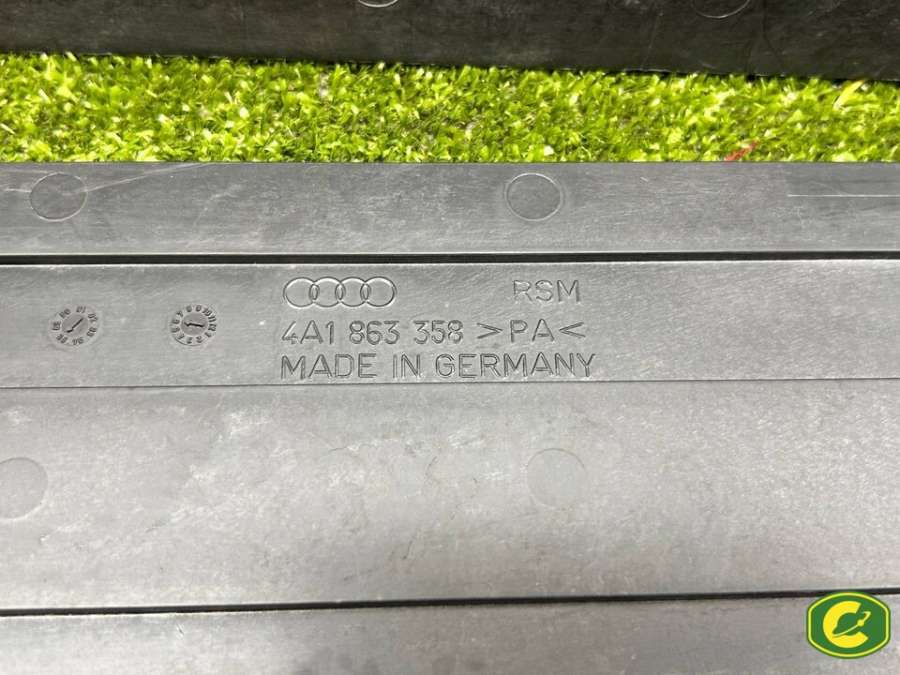 RSM
4A1 863 358 >PA<
MADE IN GERMANY